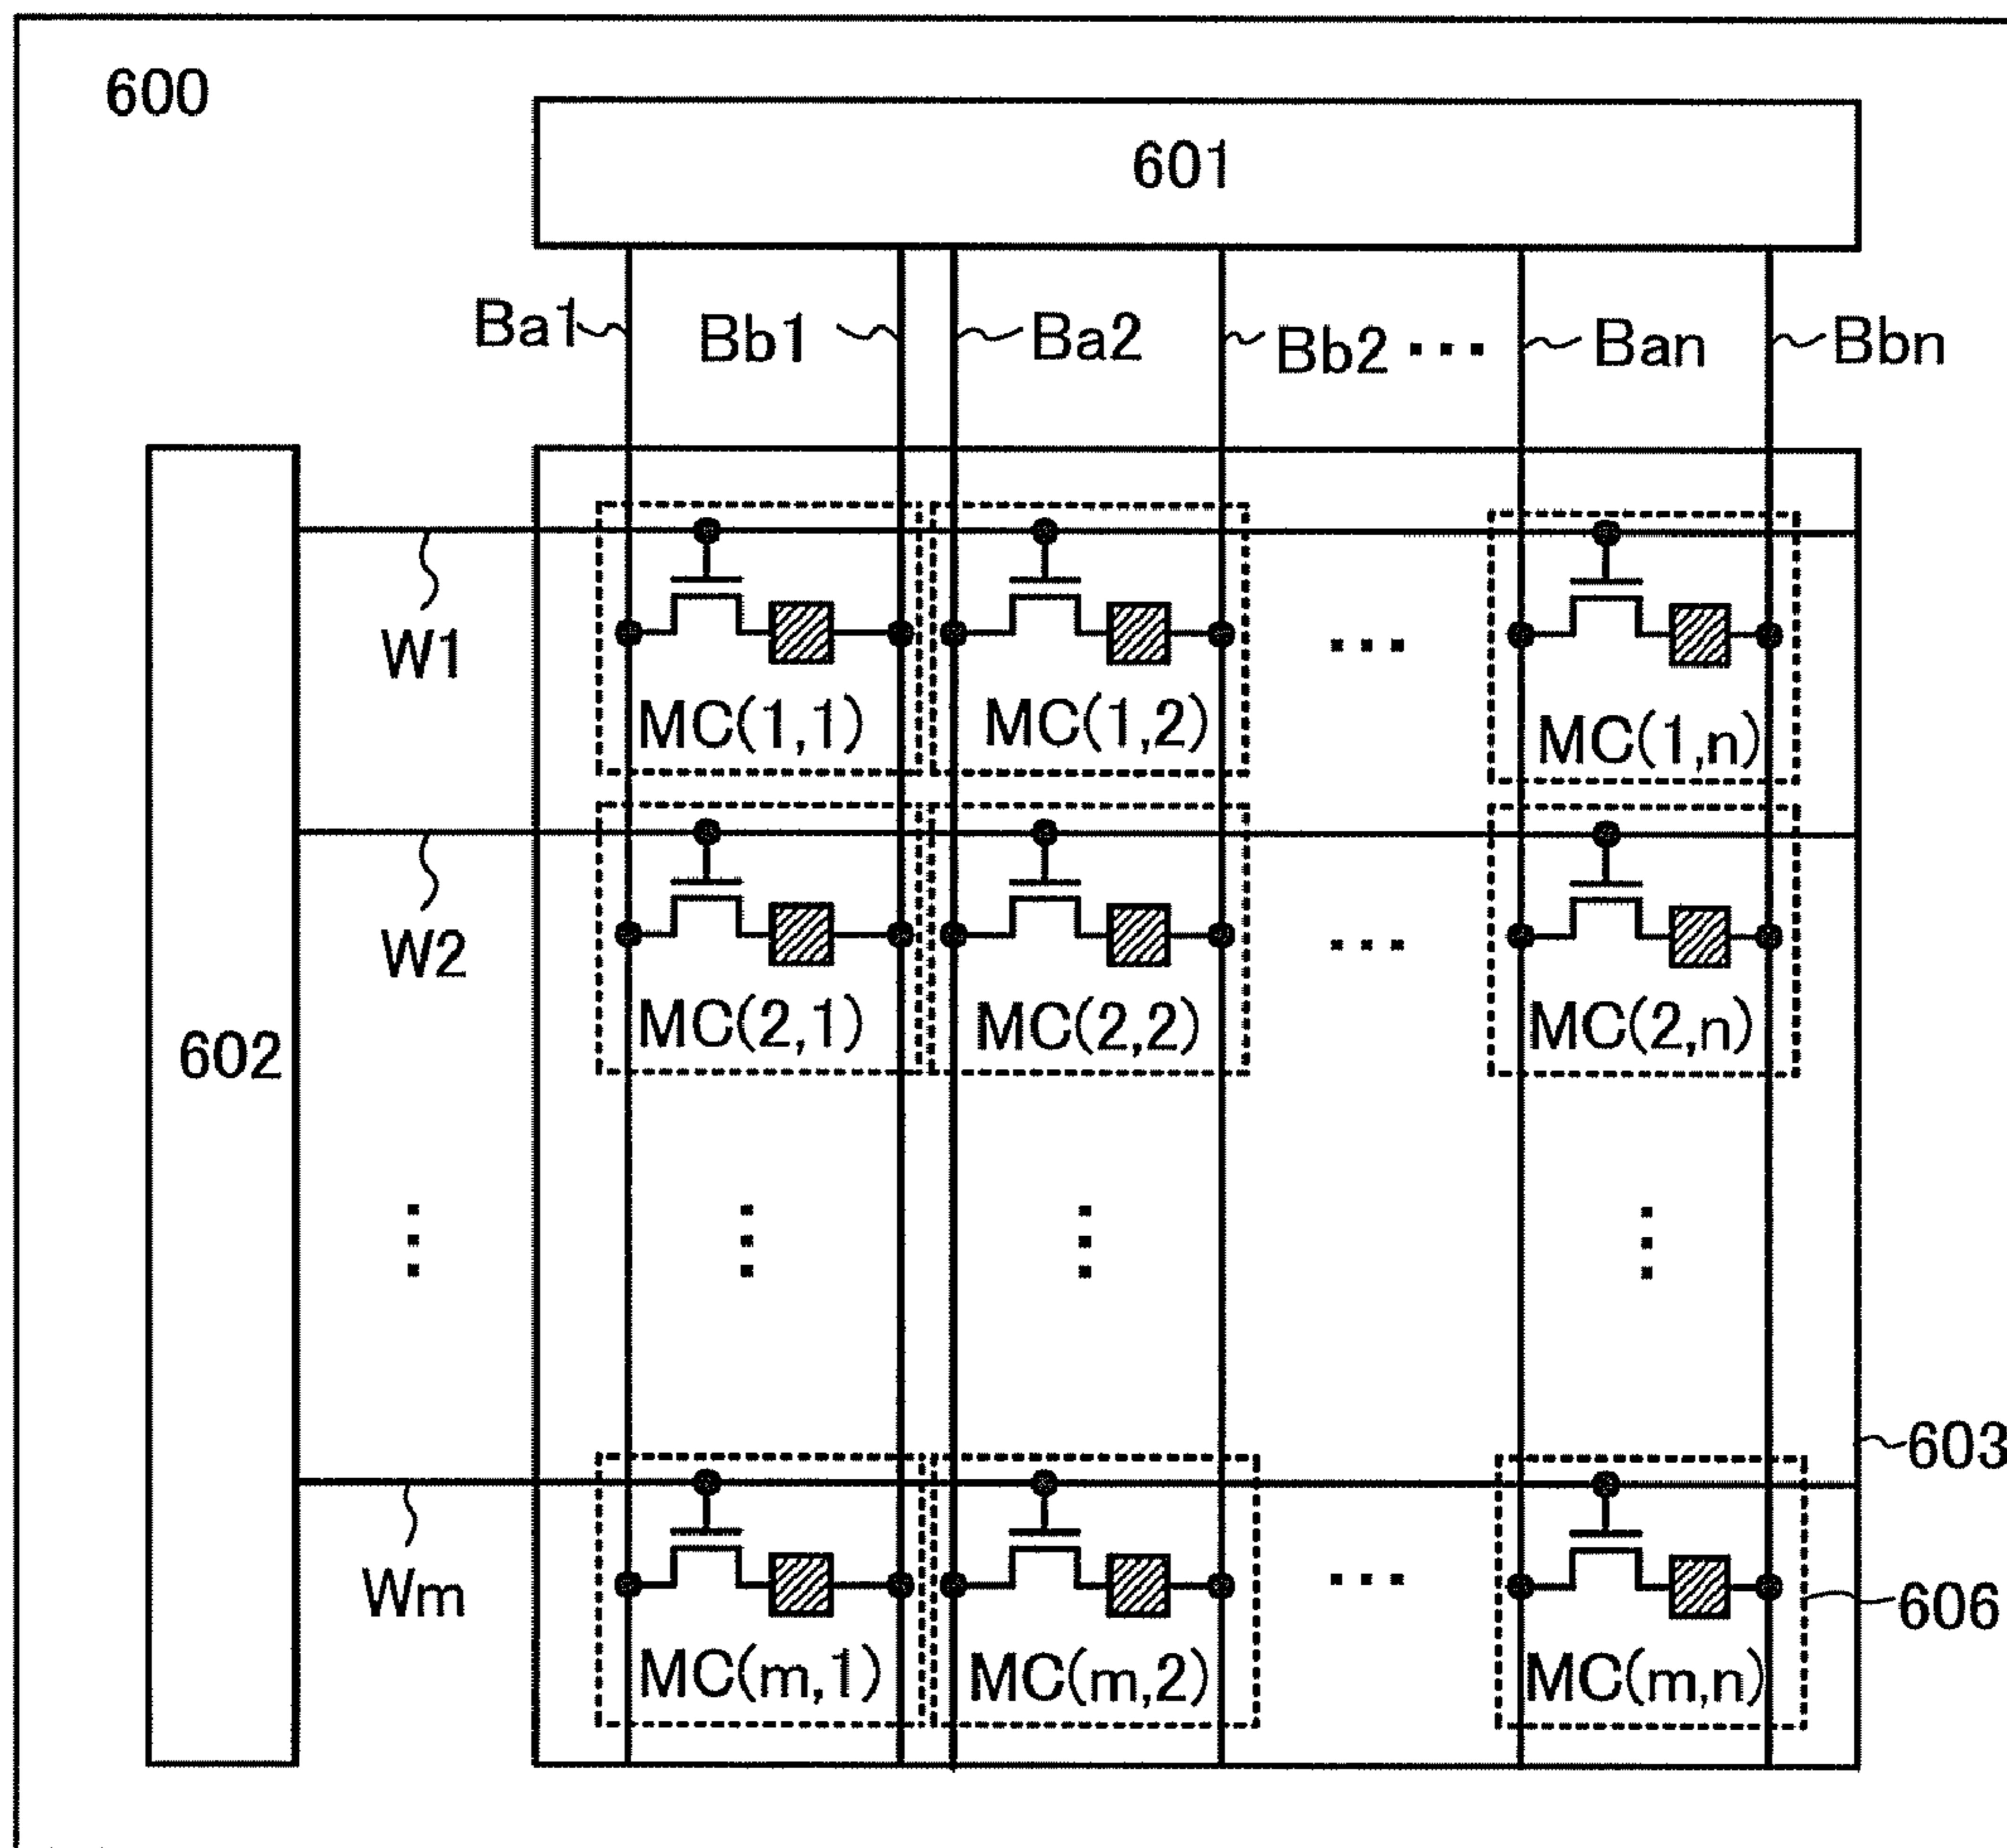 600
601
Ba1 Bb1 Ba2 Bb2 ··· Ban Bbn
W1
MC(1,1) MC(1,2) ··· MC(1,n)
W2
MC(2,1) MC(2,2) ··· MC(2,n)
602
603
Wm
606
MC(m,1) MC(m,2) ··· MC(m,n)